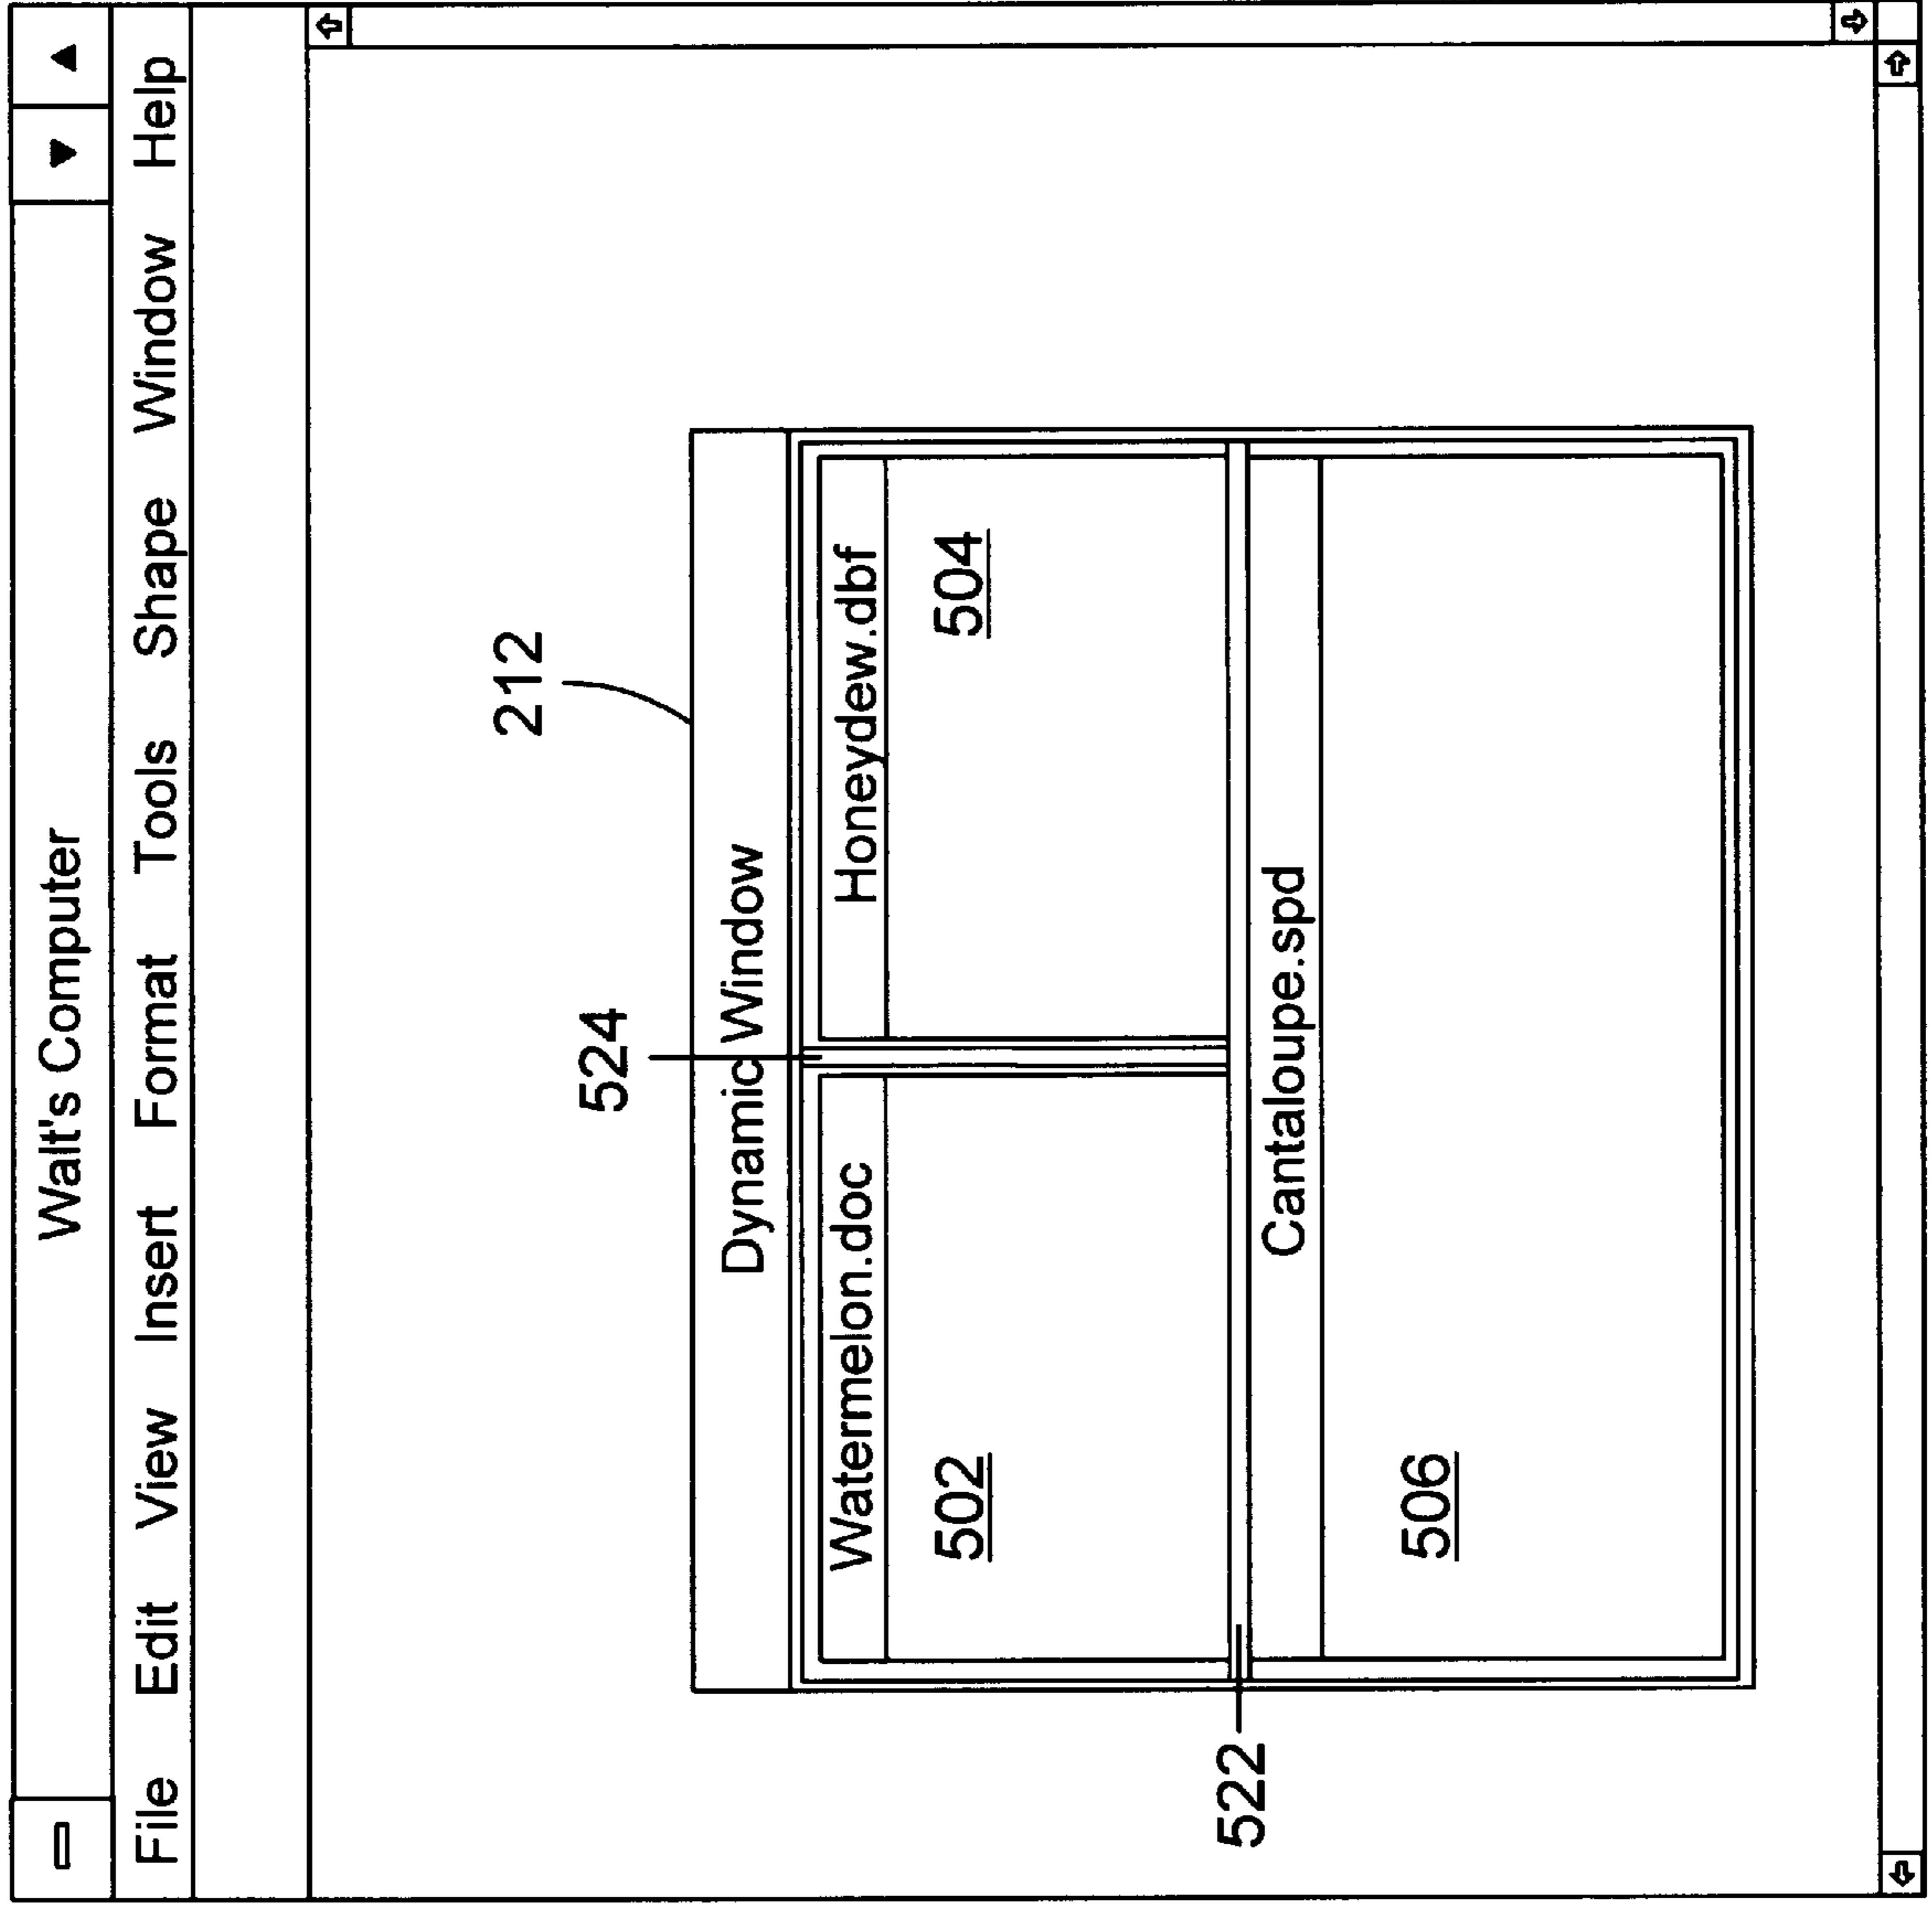 Walt's Computer
File Edit View Insert Format Tools Shape Window Help
212
524
Dynamic Window
Watermelon.doc
Honeydew.dbf
502
504
522
Cantaloupe.spd
506